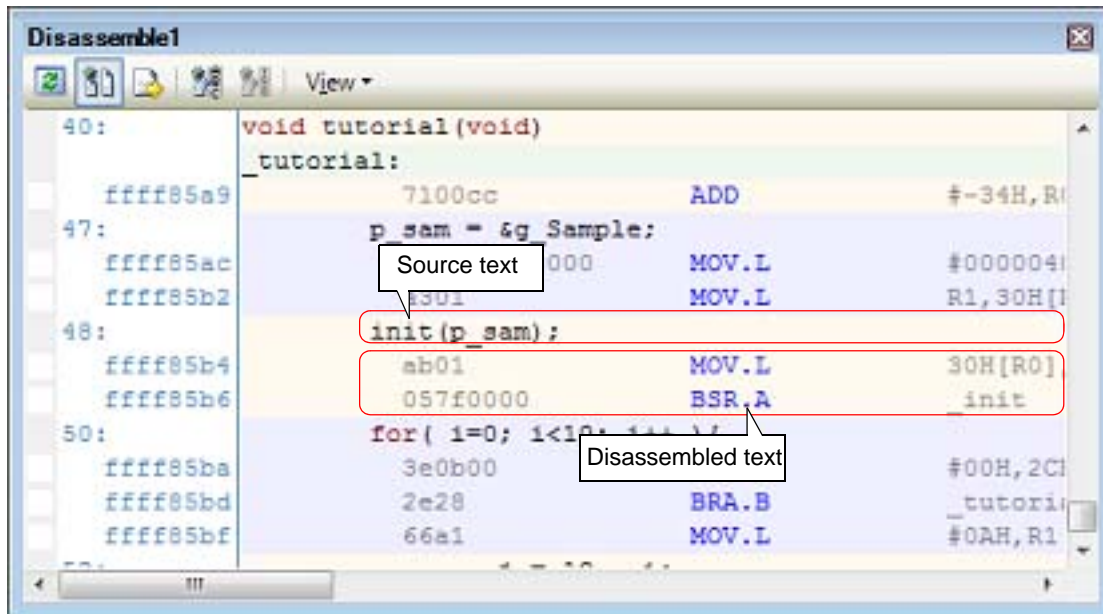 Disassemble1
View
40: void tutorial(void)
_tutorial:
ffff85a9 7100cc ADD #-34H,R
47: p_sam = &g_Sample;
ffff85ac 000 MOV.L #000004
ffff85b2 a301 MOV.L R1,30H[
48: init(p_sam);
ffff85b4 ab01 MOV.L 30H[R0],
ffff85b6 057f0000 BSR.A _init
50: for( i=0; i<10; i++ ){
ffff85ba 3e0b00 #00H,2C
ffff85bd 2e28 BRA.B _tutori
ffff85bf 66a1 MOV.L #0AH,R1
Source text
Disassembled text